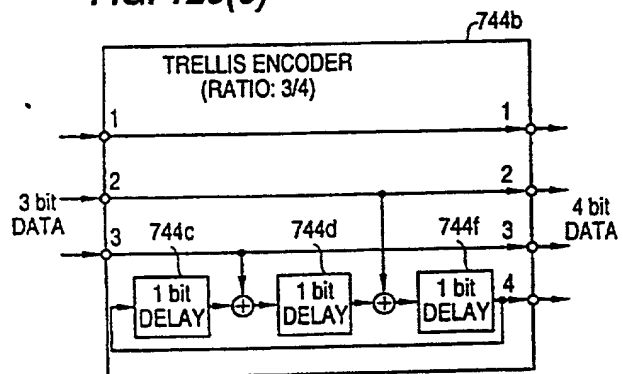 744b
TRELLIS ENCODER
(RATIO: 3/4)
1 1
2 2
3 bit
DATA
3 3
4 bit
DATA
744c 744d 744f
4
1 bit
DELAY
1 bit
DELAY
1 bit
DELAY